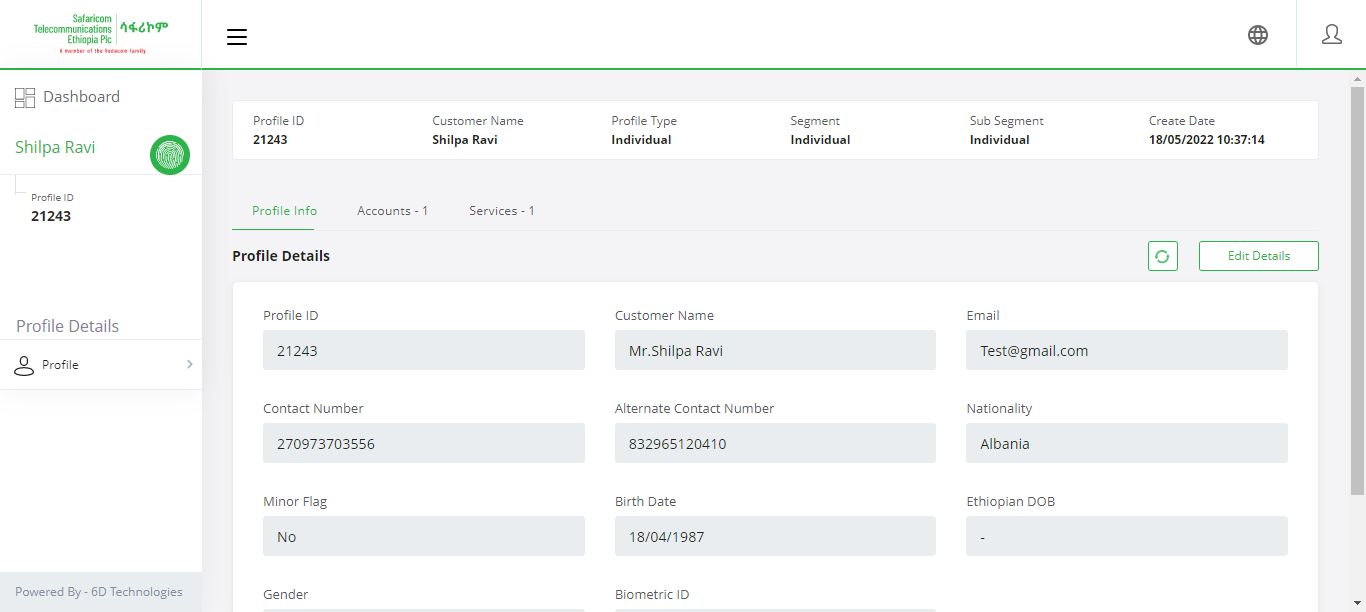 Safaricom
Telecommunications
Ethiopia Plc
ሳፋሪኮም
A member of the Vodacom family
Dashboard
Shilpa Ravi
Profile ID
21243
Profile Details
Profile
Powered By - 6D Technologies
Profile ID Customer Name Profile Type Segment Sub Segment Create Date
21243 Shilpa Ravi Individual Individual Individual 18/05/2022 10:37:14
Profile Info Accounts - 1 Services - 1
Profile Details Edit Details
Profile ID Customer Name Email
21243 Mr.Shilpa Ravi Test@gmail.com
Contact Number Alternate Contact Number Nationality
270973703556 832965120410 Albania
Minor Flag Birth Date Ethiopian DOB
No 18/04/1987 -
Gender Biometric ID